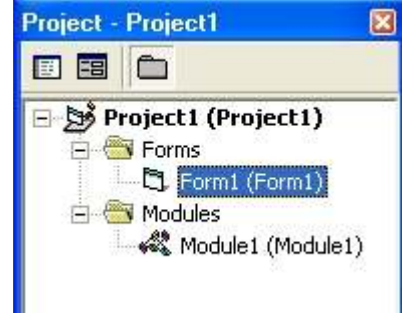 Project - Project1
Project1 (Project1)
Forms
Form1 (Form1)
Modules
Module1 (Module1)